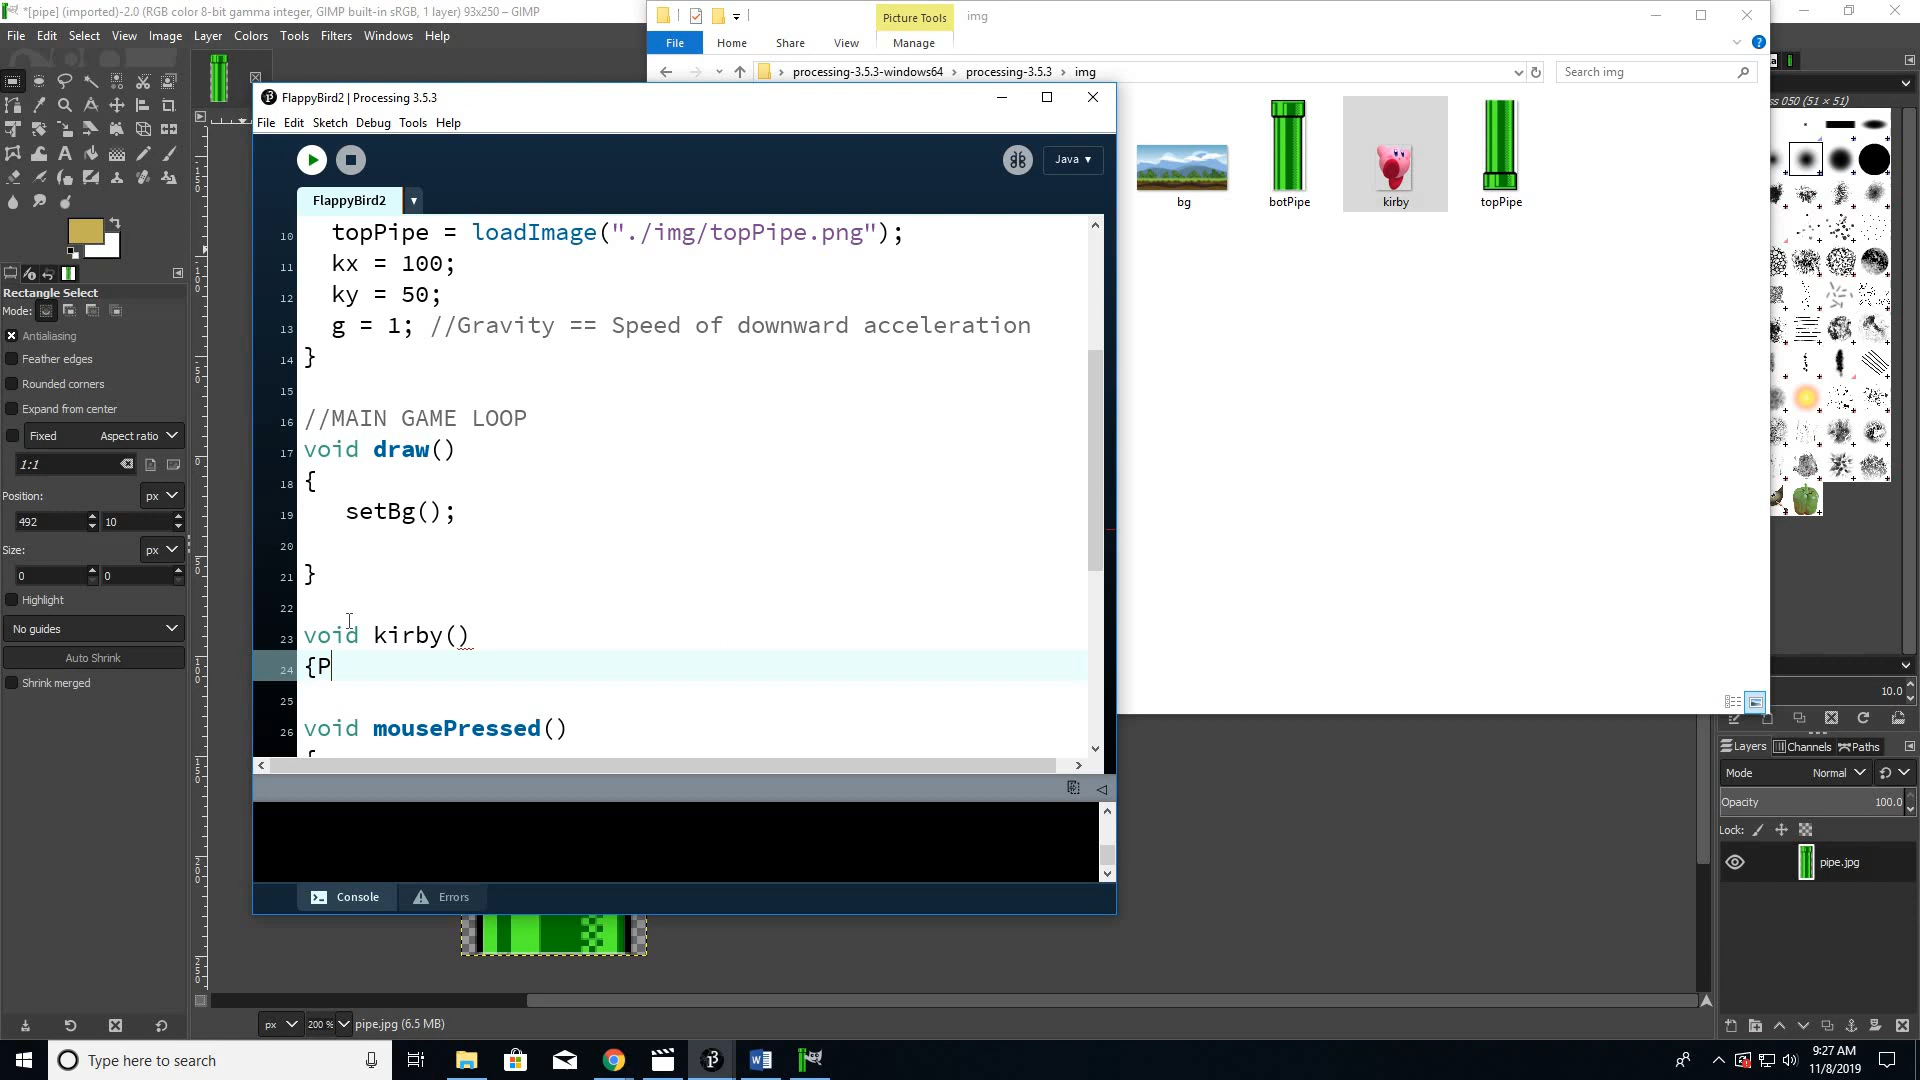 *[pipe] (imported)-2.0 (RGB color 8-bit gamma integer, GIMP built-in sRGB, 1 layer) 93x250 – GIMP
File Edit Select View Image Layer Colors Tools Filters Windows Help
Picture Tools img
File Home Share View Manage
processing-3.5.3-windows64 processing-3.5.3 img
Search img
bg botPipe kirby topPipe
FlappyBird2 | Processing 3.5.3
File Edit Sketch Debug Tools Help
Java
FlappyBird2
10 topPipe = loadImage("./img/topPipe.png");
11 kx = 100;
12 ky = 50;
13 g = 1; //Gravity == Speed of downward acceleration
14 }
15
16 //MAIN GAME LOOP
17 void draw()
18 {
19 setBg();
20
21 }
22
23 void kirby()
24 {P
25
26 void mousePressed()
{
Console Errors
Rectangle Select
Mode:
Antialiasing
Feather edges
Rounded corners
Expand from center
Fixed Aspect ratio
1:1
Position: px
492 10
Size: px
0 0
Highlight
No guides
Auto Shrink
Shrink merged
px 200 % pipe.jpg (6.5 MB)
050 (51 × 51)
10.0
Layers Channels Paths
Mode Normal
Opacity 100.0
Lock:
pipe.jpg
Type here to search
9:27 AM
11/8/2019